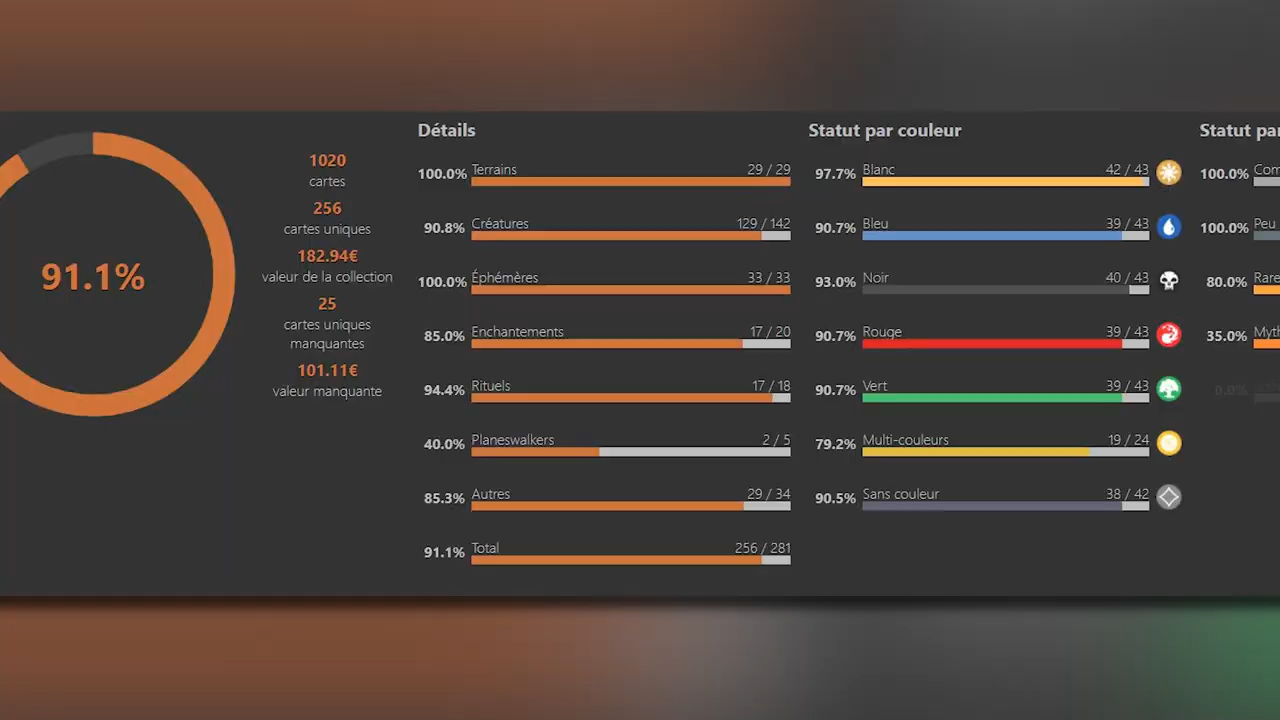 91.1%
1020
cartes
256
cartes uniques
182.94€
valeur de la collection
25
cartes uniques
manquantes
101.11€
valeur manquante
Détails
100.0% Terrains 29 / 29
90.8% Créatures 129 / 142
100.0% Éphémères 33 / 33
85.0% Enchantements 17 / 20
94.4% Rituels 17 / 18
40.0% Planeswalkers 2 / 5
85.3% Autres 29 / 34
91.1% Total 256 / 281
Statut par couleur
97.7% Blanc 42 / 43
90.7% Bleu 39 / 43
93.0% Noir 40 / 43
90.7% Rouge 39 / 43
90.7% Vert 39 / 43
79.2% Multi-couleurs 19 / 24
90.5% Sans couleur 38 / 42
Statut pa
100.0% Com
100.0% Peu
80.0% Rare
35.0% Myth
0.0%